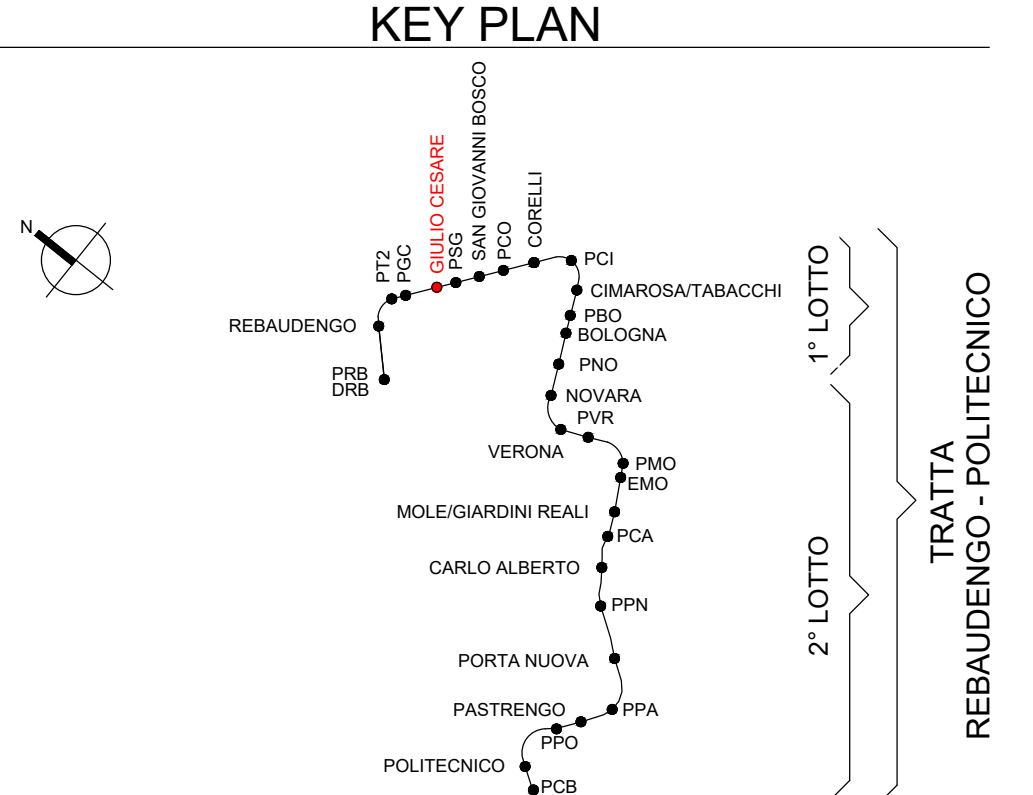 KEY PLAN
N
PT2
PGC
GIULIO CESARE
PSG
SAN GIOVANNI BOSCO
PCO
CORELLI
PCI
CIMAROSA/TABACCHI
REBAUDENGO
PBO
BOLOGNA
PRB
DRB
PNO
NOVARA
PVR
VERONA
PMO
EMO
MOLE/GIARDINI REALI
PCA
CARLO ALBERTO
PPN
PORTA NUOVA
PASTRENGO
PPA
PPO
POLITECNICO
PCB
1° LOTTO
2° LOTTO
TRATTA
REBAUDENGO - POLITECNICO